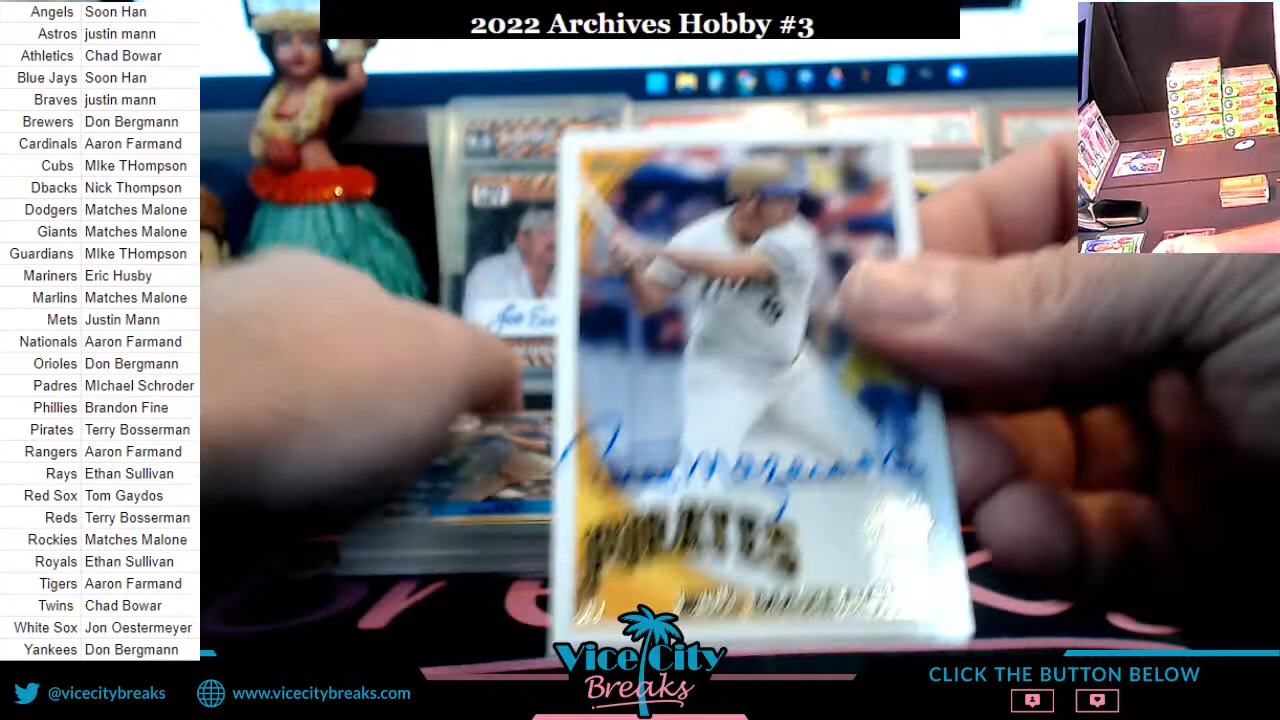 2022 Archives Hobby #3
Angels Soon Han
Astros justin mann
Athletics Chad Bowar
Blue Jays Soon Han
Braves justin mann
Brewers Don Bergmann
Cardinals Aaron Farmand
Cubs MIke THompson
Dbacks Nick Thompson
Dodgers Matches Malone
Giants Matches Malone
Guardians MIke THompson
Mariners Eric Husby
Marlins Matches Malone
Mets Justin Mann
Nationals Aaron Farmand
Orioles Don Bergmann
Padres MIchael Schroder
Phillies Brandon Fine
Pirates Terry Bosserman
Rangers Aaron Farmand
Rays Ethan Sullivan
Red Sox Tom Gaydos
Reds Terry Bosserman
Rockies Matches Malone
Royals Ethan Sullivan
Tigers Aaron Farmand
Twins Chad Bowar
White Sox Jon Oestermeyer
Yankees Don Bergmann
PIRATES
Vice City
Breaks
@vicecitybreaks
www.vicecitybreaks.com
CLICK THE BUTTON BELOW